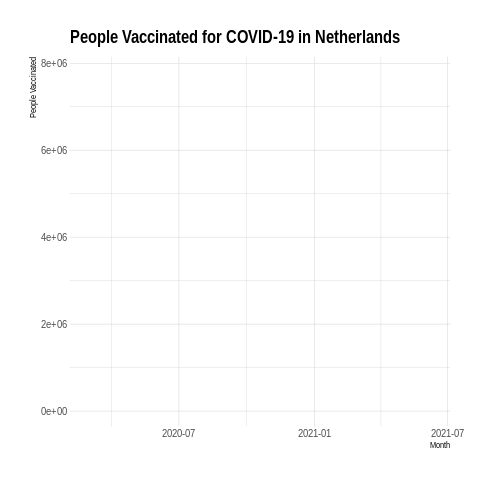 People Vaccinated for COVID-19 in Netherlands
People Vaccinated
8e+06
6e+06
4e+06
2e+06
0e+00
2020-07
2021-01
2021-07
Month